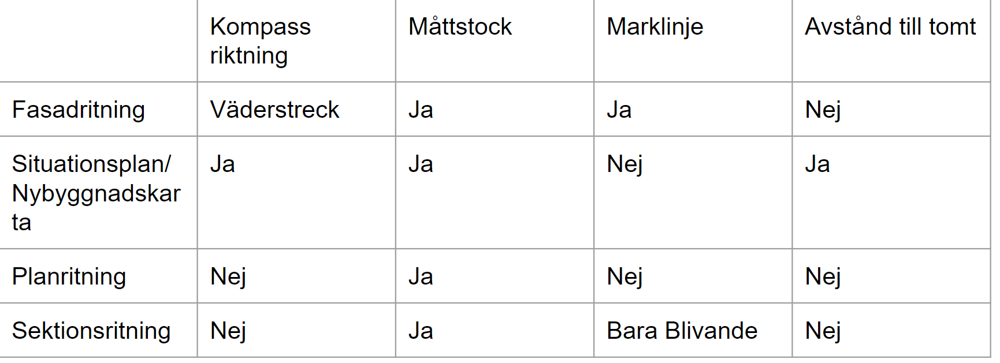 Kompass
riktning
Måttstock
Marklinje
Avstånd till tomt
Fasadritning
Väderstreck
Ja
Ja
Nej
Situationsplan/
Nybyggnadskar
ta
Ja
Ja
Nej
Ja
Planritning
Nej
Ja
Nej
Nej
Sektionsritning
Nej
Ja
Bara Blivande
Nej